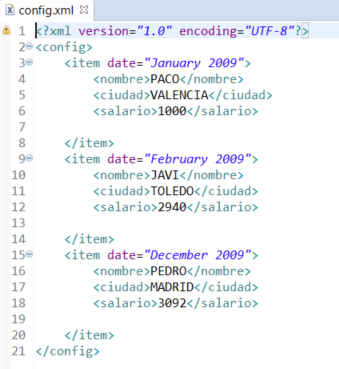 config.xml
1 <?xml version="1.0" encoding="UTF-8"?>
2 <config>
3 <item date="January 2009">
4 <nombre>PACO</nombre>
5 <ciudad>VALENCIA</ciudad>
6 <salario>1000</salario>
7
8 </item>
9 <item date="February 2009">
10 <nombre>JAVI</nombre>
11 <ciudad>TOLEDO</ciudad>
12 <salario>2940</salario>
13
14 </item>
15 <item date="December 2009">
16 <nombre>PEDRO</nombre>
17 <ciudad>MADRID</ciudad>
18 <salario>3092</salario>
19
20 </item>
21 </config>